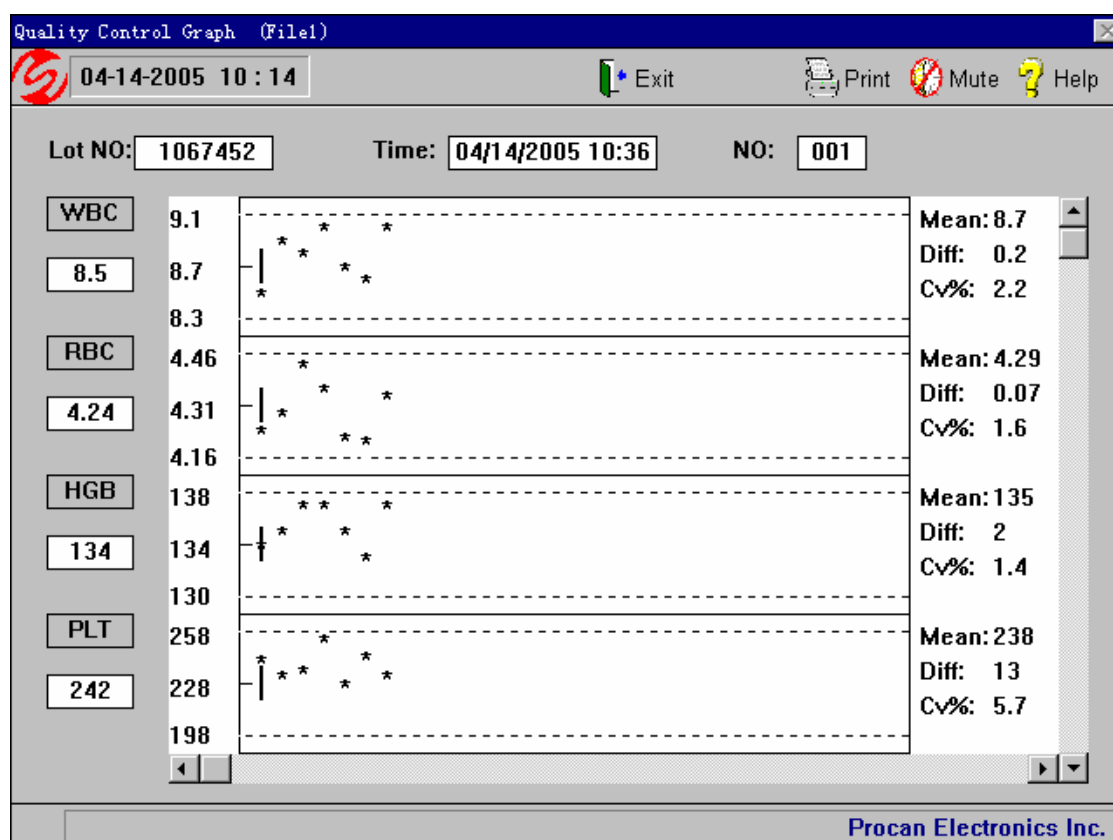 Quality Control Graph (File1)
04-14-2005 10 : 14 Exit Print Mute Help
Lot NO: 1067452 Time: 04/14/2005 10:36 NO: 001
WBC 9.1 Mean: 8.7
8.5 8.7 Diff: 0.2
8.3 Cv%: 2.2
RBC 4.46 Mean: 4.29
4.24 4.31 Diff: 0.07
4.16 Cv%: 1.6
HGB 138 Mean: 135
134 134 Diff: 2
130 Cv%: 1.4
PLT 258 Mean: 238
242 228 Diff: 13
198 Cv%: 5.7
Procan Electronics Inc.